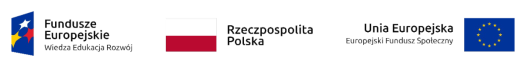 Fundusze
Europejskie
Wiedza Edukacja Rozwój
Rzeczpospolita
Polska
Unia Europejska
Europejski Fundusz Społeczny